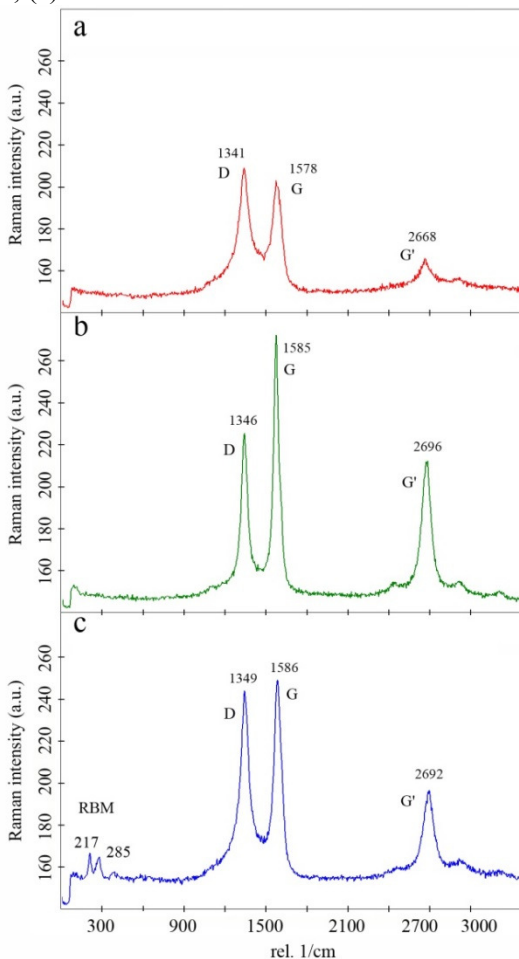 a
Raman intensity (a.u.)
260
240
220
200
180
160
1341
D
1578
G
2668
G'
b
Raman intensity (a.u.)
260
240
220
200
180
160
1346
D
1585
G
2696
G'
c
Raman intensity (a.u.)
260
240
220
200
180
160
RBM
217
285
1349
D
1586
G
2692
G'
300 900 1500 2100 2700 3000
rel. 1/cm